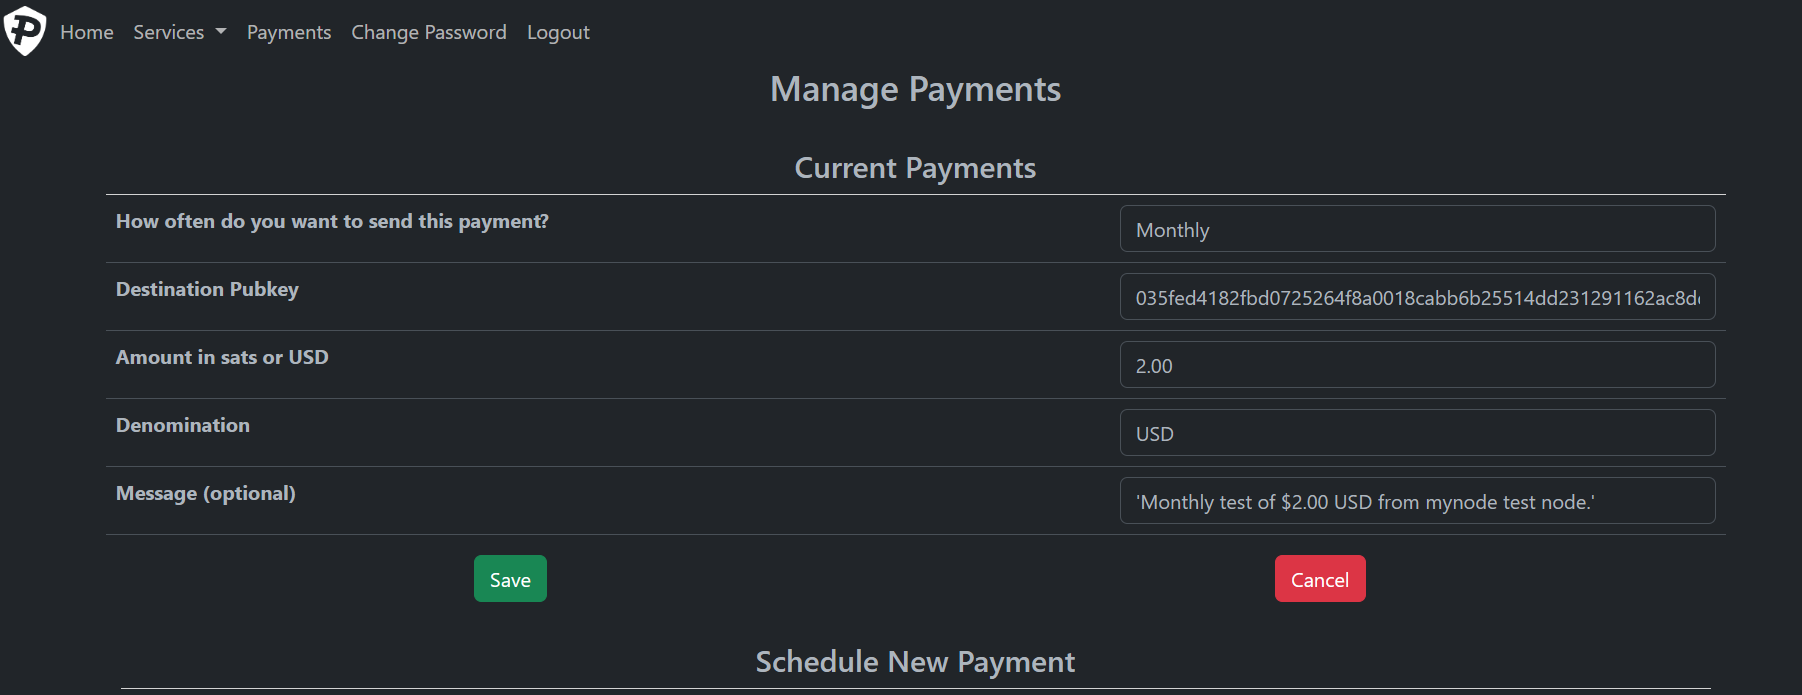 Home Services Payments Change Password Logout
Manage Payments
Current Payments
How often do you want to send this payment? Monthly
Destination Pubkey 035fed4182fbd0725264f8a0018cabb6b25514dd231291162ac8d
Amount in sats or USD 2.00
Denomination USD
Message (optional) 'Monthly test of $2.00 USD from mynode test node.'
Save Cancel
Schedule New Payment